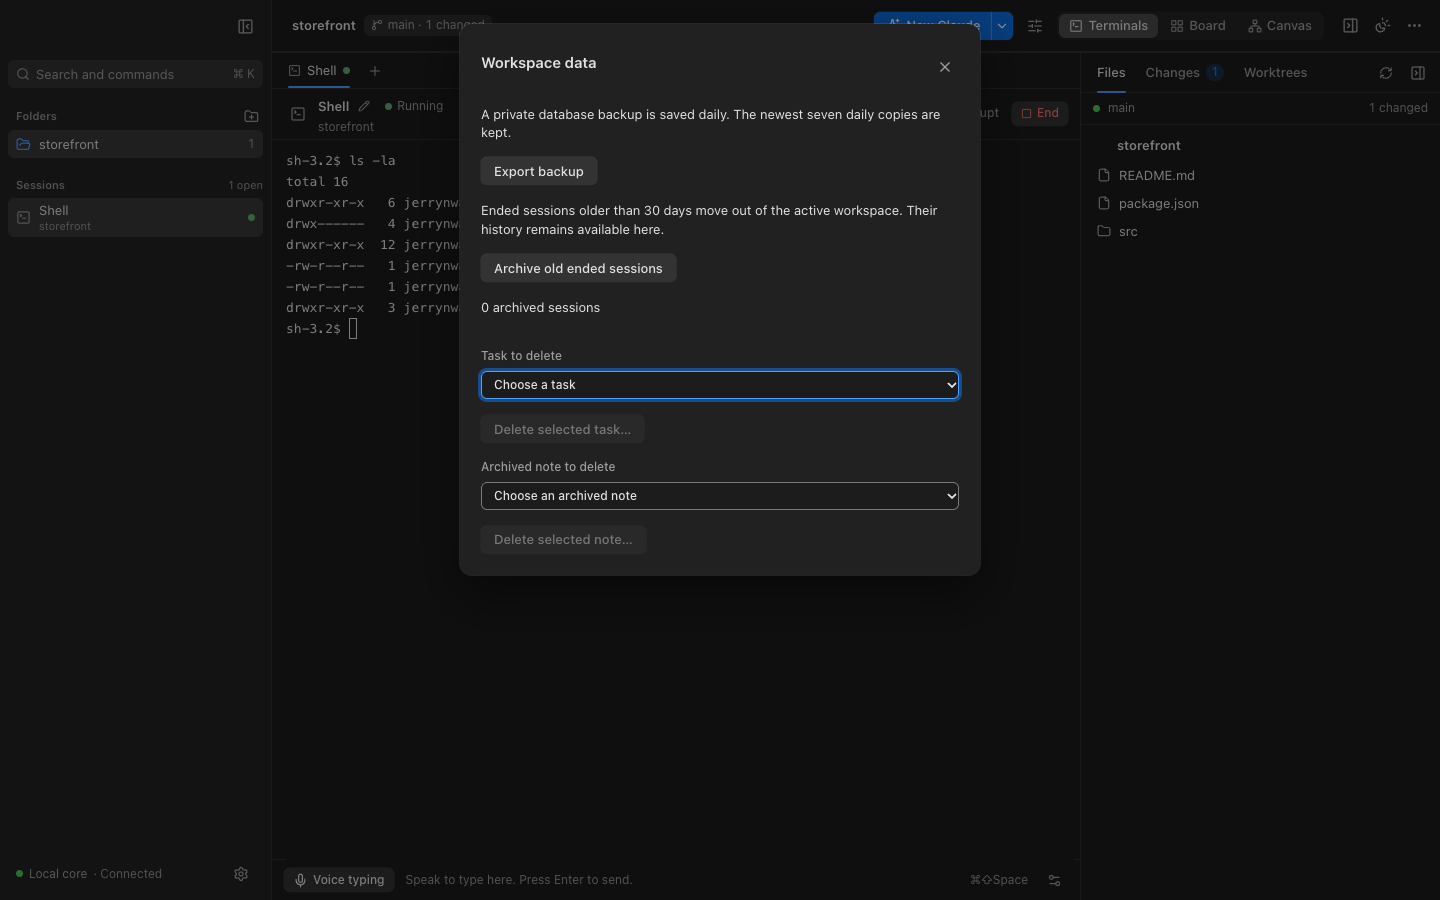 storefront
main · 1 changed
New Claude
Terminals
Board
Canvas
Search and commands
⌘ K
Folders
storefront
1
Sessions
1 open
Shell
storefront
Local core · Connected
Shell
Shell
Running
storefront
End
sh-3.2$ ls -la
total 16
drwxr-xr-x 6
drwx------ 4
drwxr-xr-x 12
-rw-r--r-- 1
-rw-r--r-- 1
drwxr-xr-x 3
sh-3.2$
Workspace data
A private database backup is saved daily. The newest seven daily copies are
kept.
Export backup
Ended sessions older than 30 days move out of the active workspace. Their
history remains available here.
Archive old ended sessions
0 archived sessions
Task to delete
Choose a task
Delete selected task...
Archived note to delete
Choose an archived note
Delete selected note...
Voice typing
Speak to type here. Press Enter to send.
⌘⇧Space
Files
Changes 1
Worktrees
main
1 changed
storefront
README.md
package.json
src